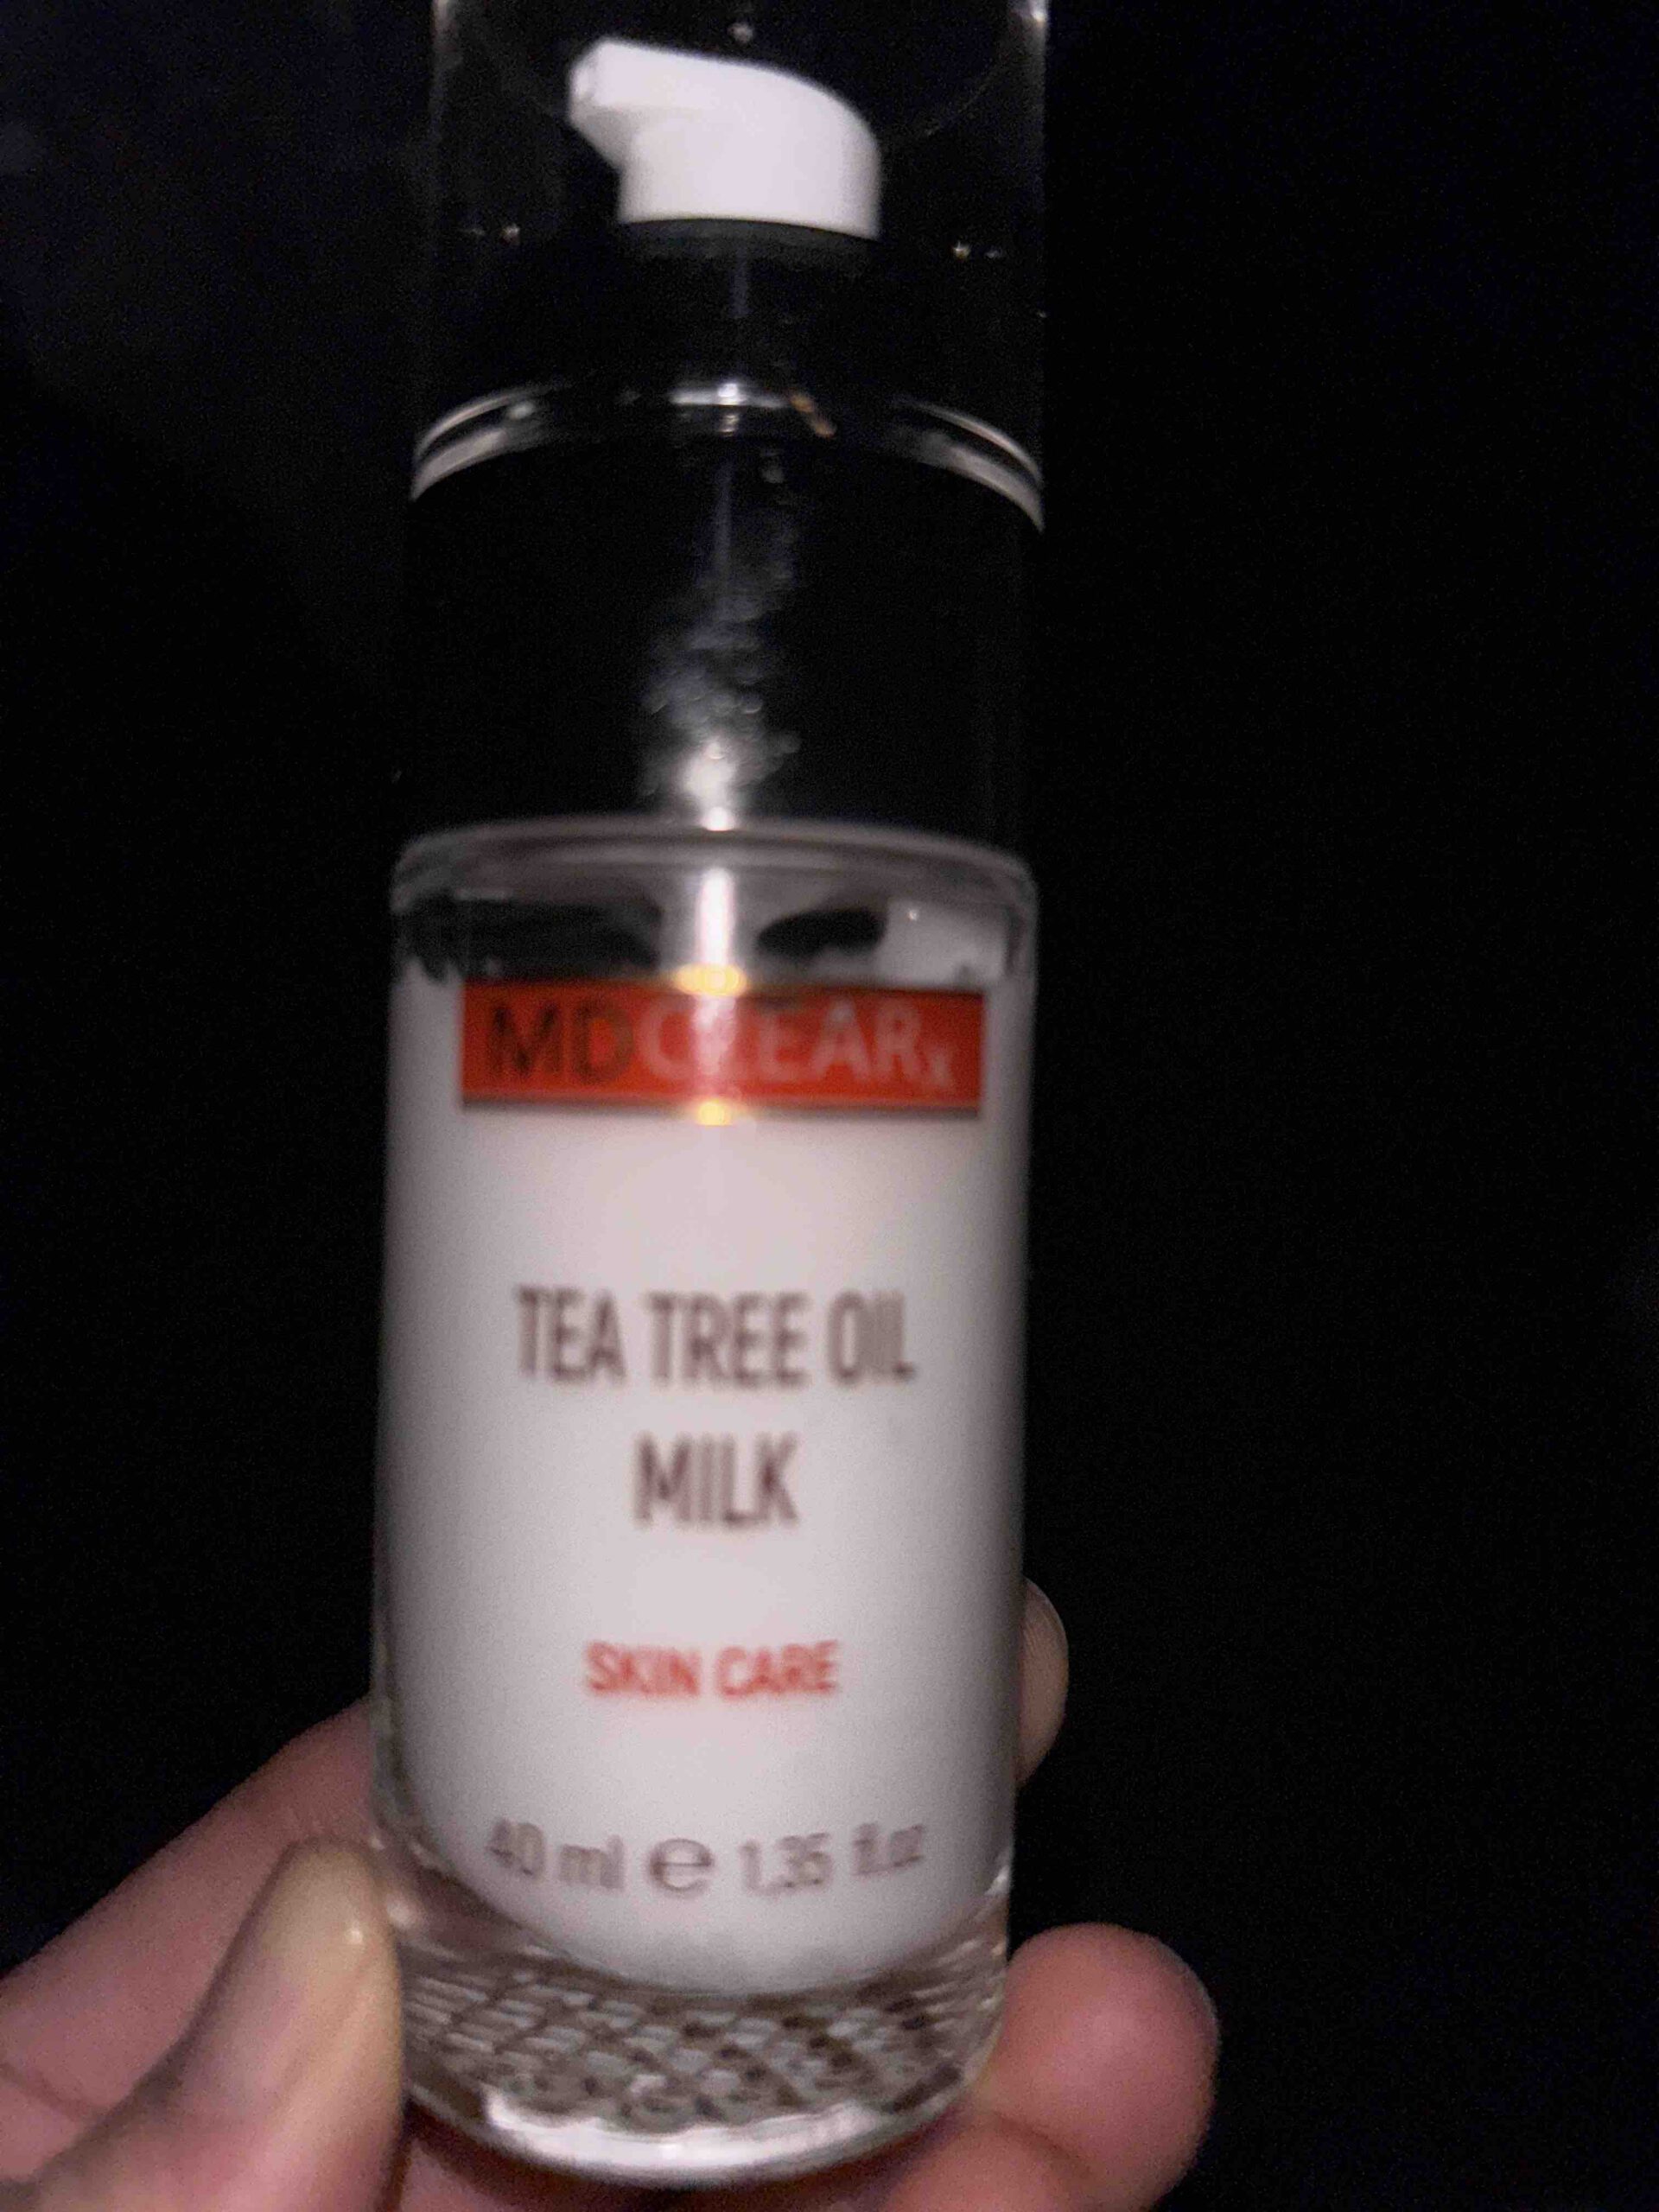 MDCLEARx
TEA TREE OIL
MILK
SKIN CARE
40 ml e 1,35 fl.oz